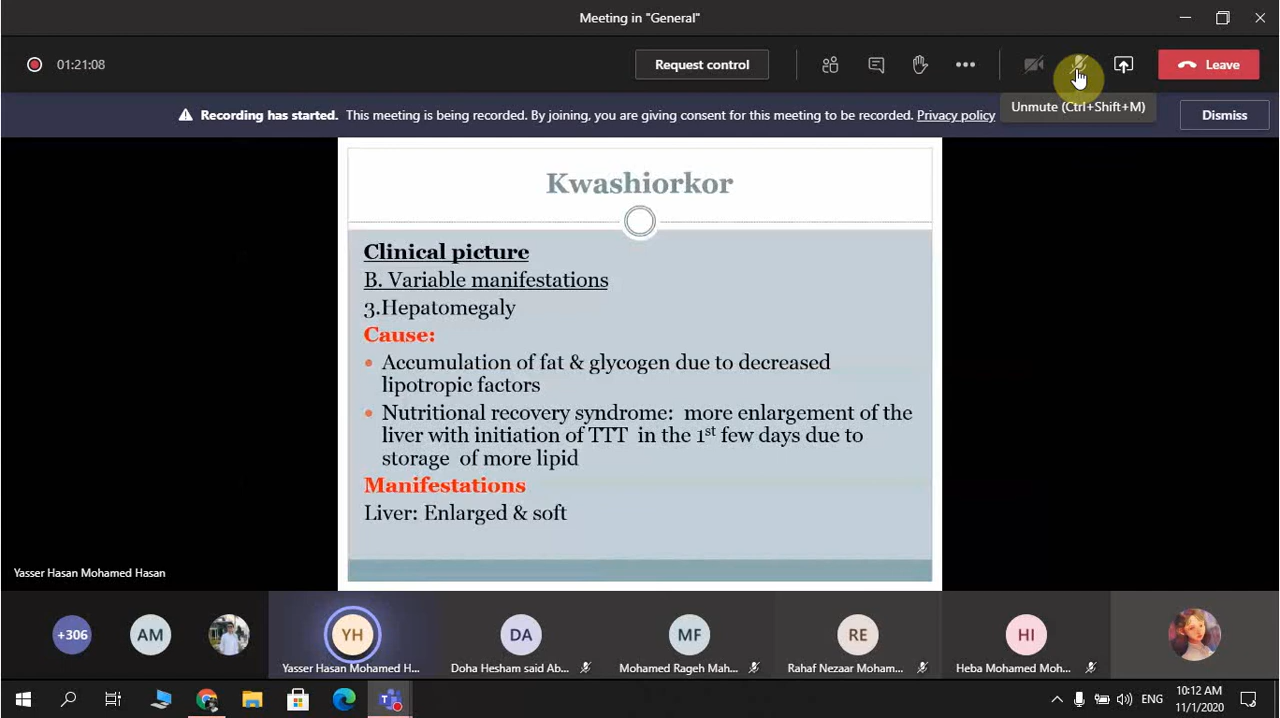 Meeting in "General"
01:21:08
Request control
Leave
Recording has started. This meeting is being recorded. By joining, you are giving consent for this meeting to be recorded. Privacy policy
Unmute (Ctrl+Shift+M)
Dismiss
Kwashiorkor
Clinical picture
B. Variable manifestations
3.Hepatomegaly
Cause:
• Accumulation of fat & glycogen due to decreased
lipotropic factors
• Nutritional recovery syndrome: more enlargement of the
liver with initiation of TTT in the 1st few days due to
storage of more lipid
Manifestations
Liver: Enlarged & soft
Yasser Hasan Mohamed Hasan
+306
AM
YH
DA
MF
RE
HI
Yasser Hasan Mohamed H...
Doha Hesham said Ab...
Mohamed Rageh Mah...
Rahaf Nezaar Moham...
Heba Mohamed Moh...
ENG
10:12 AM
11/1/2020